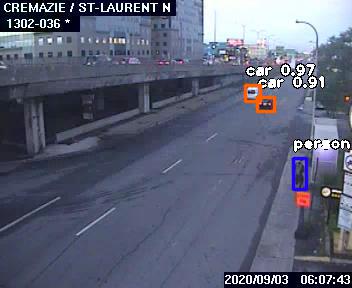 CREMAZIE / ST-LAURENT N
1302-036 *
car 0.97
car 0.91
person
2020/09/03 06:07:43